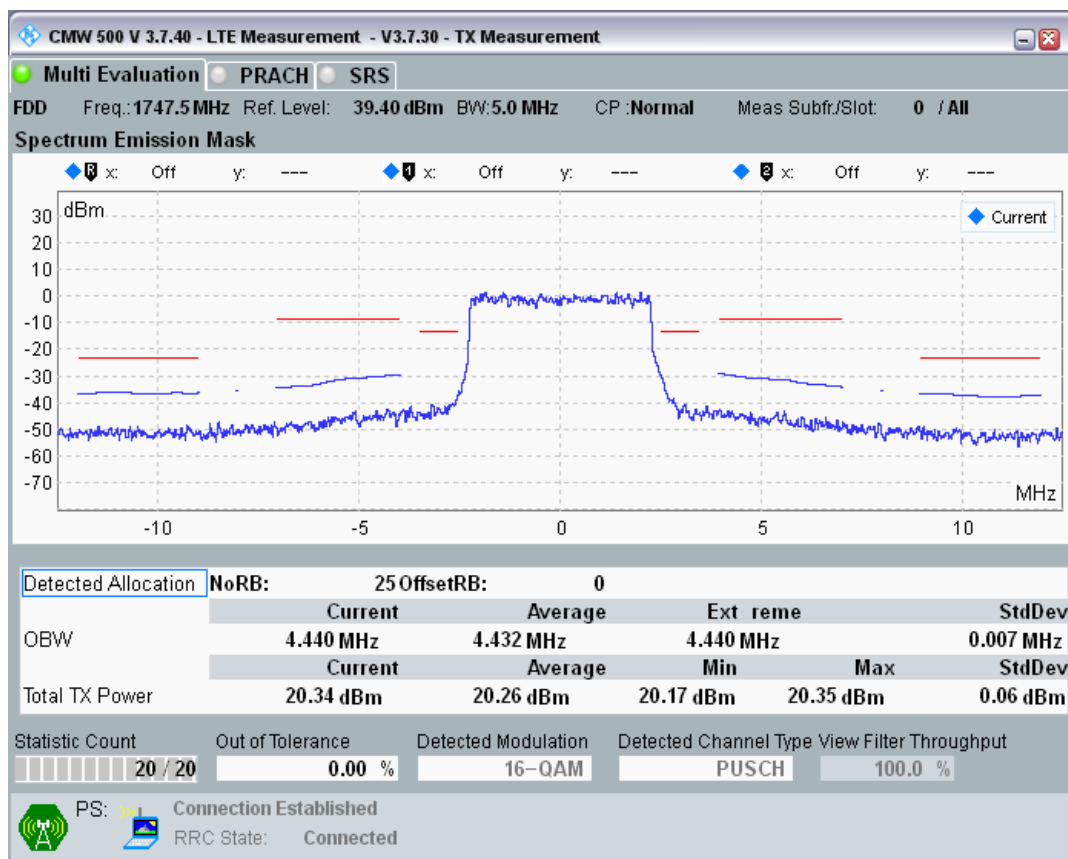 CMW 500 V 3.7.40 - LTE Measurement - V3.7.30 - TX Measurement
Multi Evaluation PRACH SRS
FDD Freq.: 1747.5 MHz Ref. Level: 39.40 dBm BW: 5.0 MHz CP : Normal Meas Subfr./Slot: 0 / All
Spectrum Emission Mask
R x: Off y: --- 1 x: Off y: --- 2 x: Off y: ---
dBm
Current
30
20
10
0
-10
-20
-30
-40
-50
-60
-70
MHz
-10 -5 0 5 10
Detected Allocation NoRB: 25 OffsetRB: 0
Current Average Ext reme StdDev
OBW 4.440 MHz 4.432 MHz 4.440 MHz 0.007 MHz
Current Average Min Max StdDev
Total TX Power 20.34 dBm 20.26 dBm 20.17 dBm 20.35 dBm 0.06 dBm
Statistic Count Out of Tolerance Detected Modulation Detected Channel Type View Filter Throughput
20 / 20 0.00 % 16-QAM PUSCH 100.0 %
PS: Connection Established
RRC State: Connected